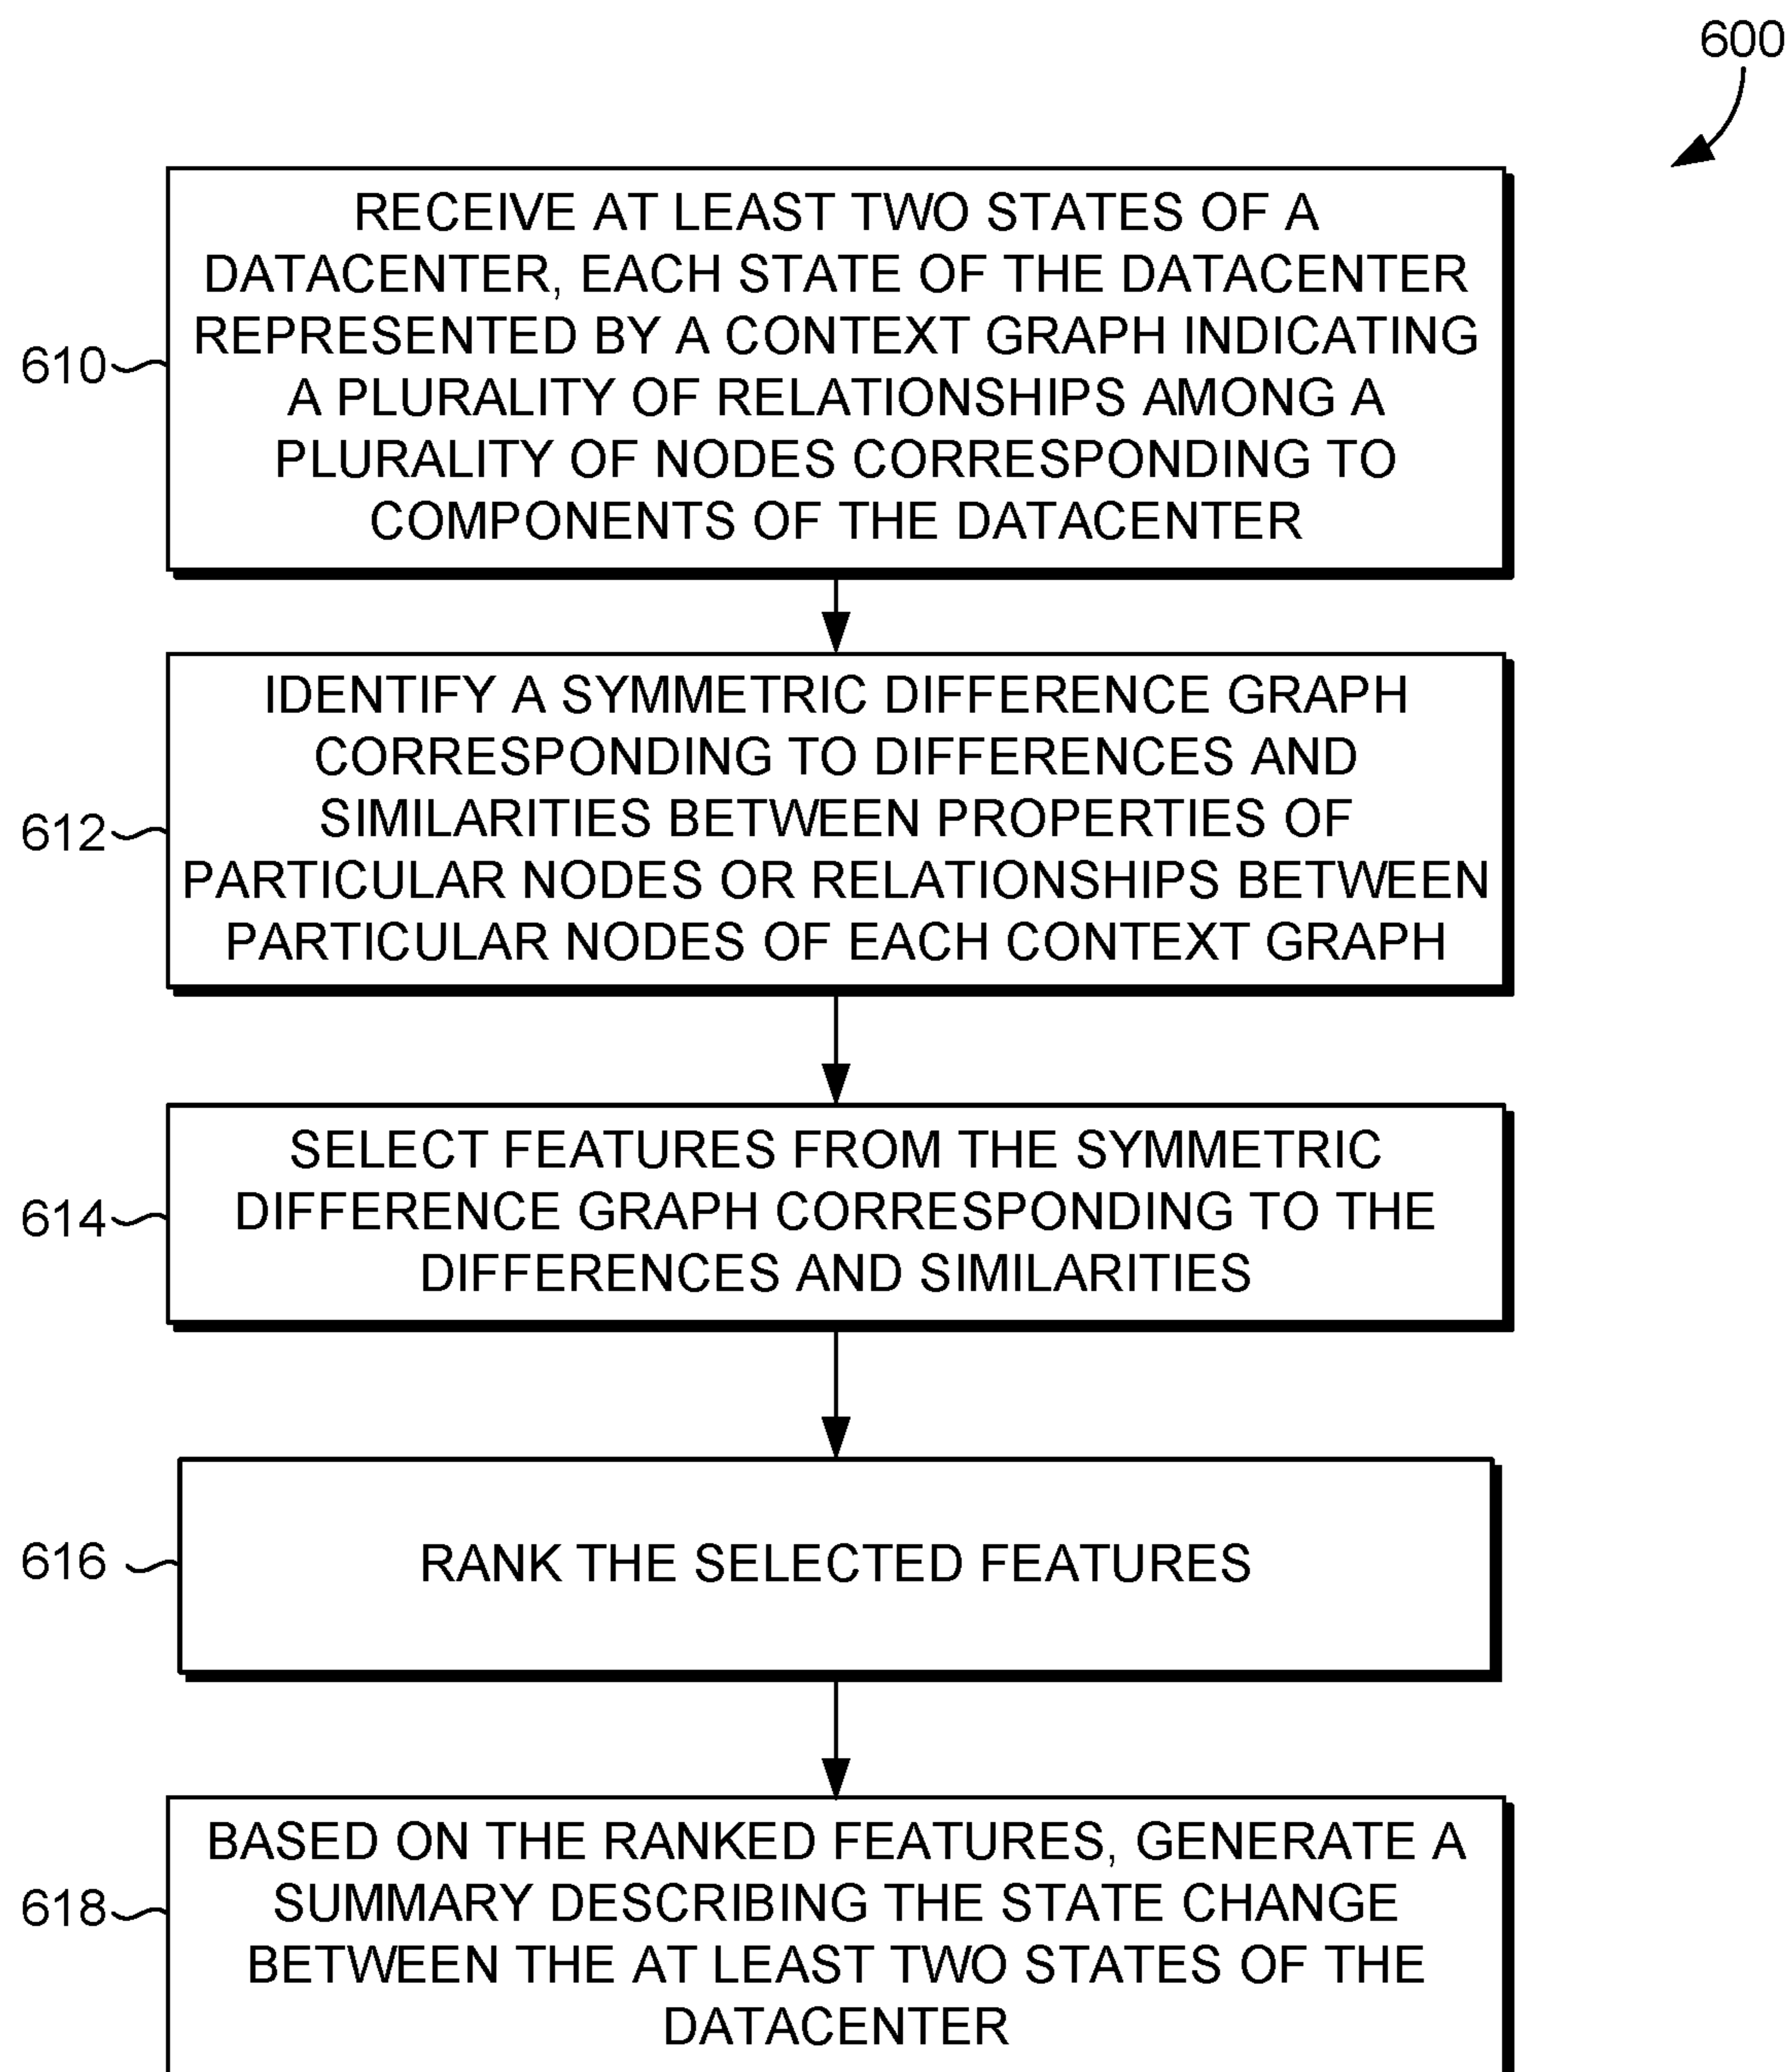 600
RECEIVE AT LEAST TWO STATES OF A
DATACENTER, EACH STATE OF THE DATACENTER
REPRESENTED BY A CONTEXT GRAPH INDICATING
A PLURALITY OF RELATIONSHIPS AMONG A
PLURALITY OF NODES CORRESPONDING TO
COMPONENTS OF THE DATACENTER
610
IDENTIFY A SYMMETRIC DIFFERENCE GRAPH
CORRESPONDING TO DIFFERENCES AND
SIMILARITIES BETWEEN PROPERTIES OF
PARTICULAR NODES OR RELATIONSHIPS BETWEEN
PARTICULAR NODES OF EACH CONTEXT GRAPH
612
SELECT FEATURES FROM THE SYMMETRIC
DIFFERENCE GRAPH CORRESPONDING TO THE
DIFFERENCES AND SIMILARITIES
614
RANK THE SELECTED FEATURES
616
BASED ON THE RANKED FEATURES, GENERATE A
SUMMARY DESCRIBING THE STATE CHANGE
BETWEEN THE AT LEAST TWO STATES OF THE
DATACENTER
618